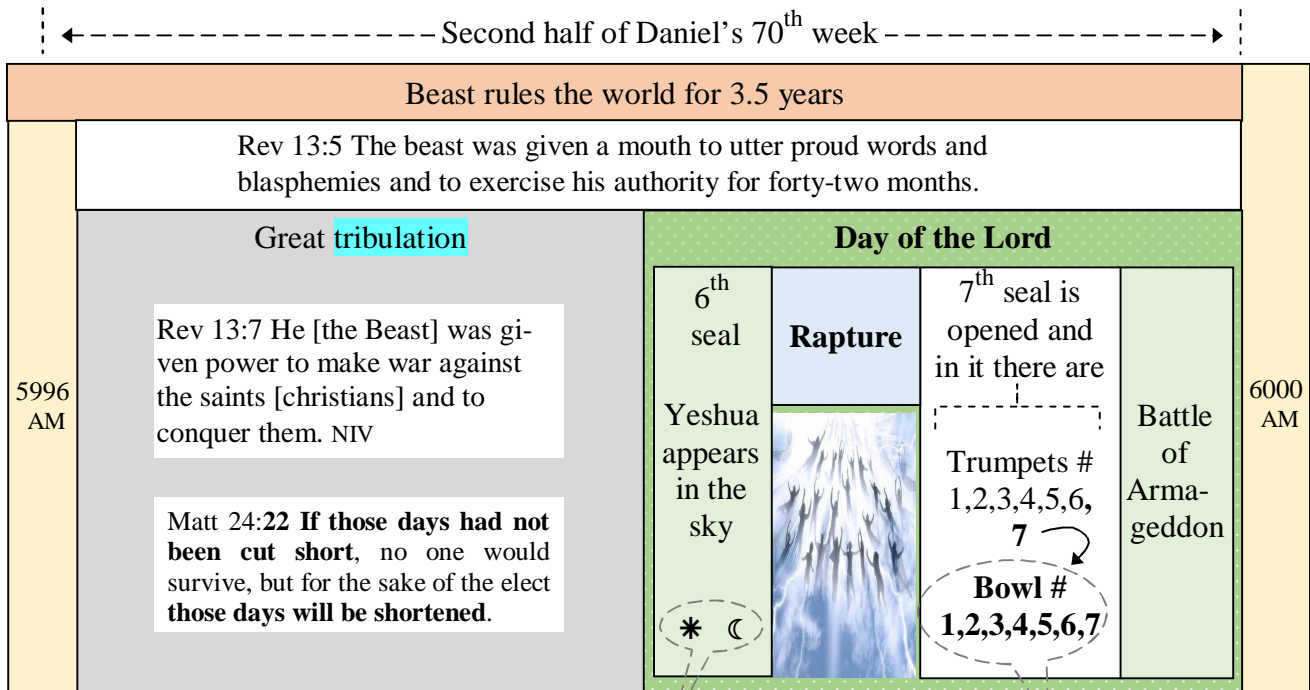 Second half of Daniel's 70th week
Beast rules the world for 3.5 years
Rev 13:5 The beast was given a mouth to utter proud words and
blasphemies and to exercise his authority for forty-two months.
5996
AM
Great tribulation
Rev 13:7 He [the Beast] was gi-
ven power to make war against
the saints [christians] and to
conquer them. NIV
Matt 24:22 If those days had not
been cut short, no one would
survive, but for the sake of the elect
those days will be shortened.
Day of the Lord
6th
seal
Yeshua
appears
in the
sky
Rapture
7th
seal is
opened and
in it there are
Trumpets #
1,2,3,4,5,6,
7
Bowl #
1,2,3,4,5,6,7
Battle
of
Arma-
geddon
6000
AM